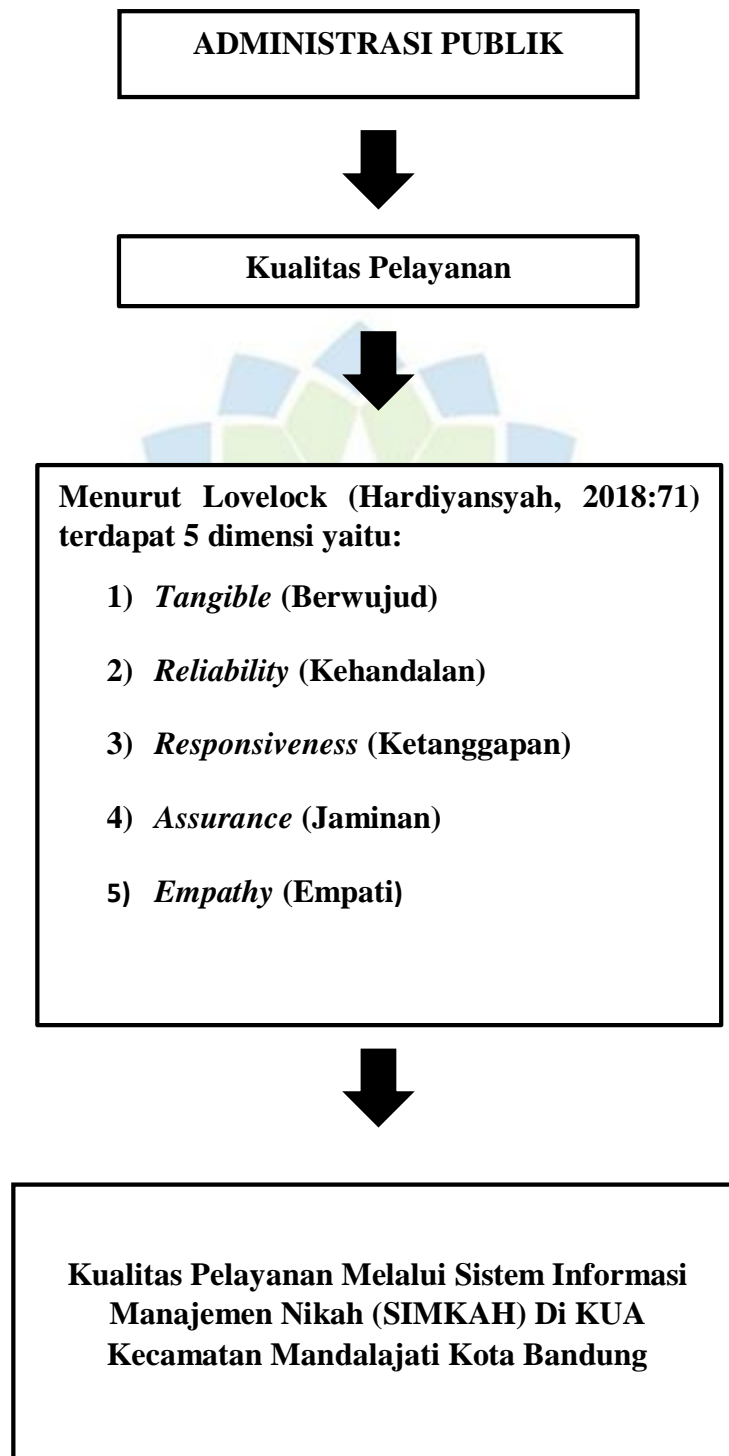 ADMINISTRASI PUBLIK
Kualitas Pelayanan
Menurut Lovelock (Hardiyansyah, 2018:71)
terdapat 5 dimensi yaitu:
1) Tangible (Berwujud)
2) Reliability (Kehandalan)
3) Responsiveness (Ketanggapan)
4) Assurance (Jaminan)
5) Empathy (Empati)
Kualitas Pelayanan Melalui Sistem Informasi
Manajemen Nikah (SIMKAH) Di KUA
Kecamatan Mandalajati Kota Bandung